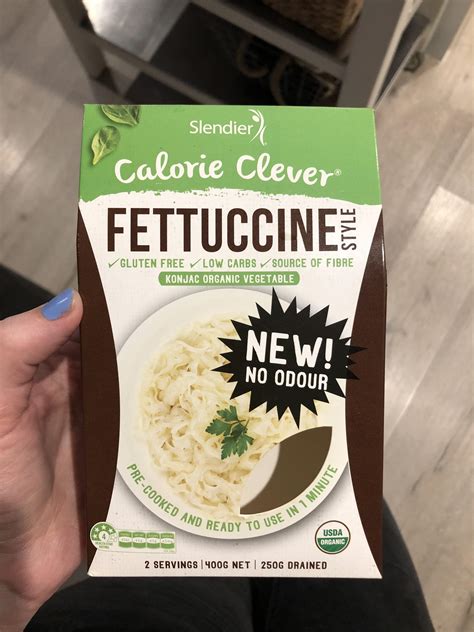 Slendier
Calorie Clever®
FETTUCCINE STYLE
✓GLUTEN FREE ✓LOW CARBS ✓SOURCE OF FIBRE
KONJAC ORGANIC VEGETABLE
NEW!
NO ODOUR
PRE-COOKED AND READY TO USE IN 1 MINUTE
4
USDA
ORGANIC
2 SERVINGS | 400G NET | 250G DRAINED